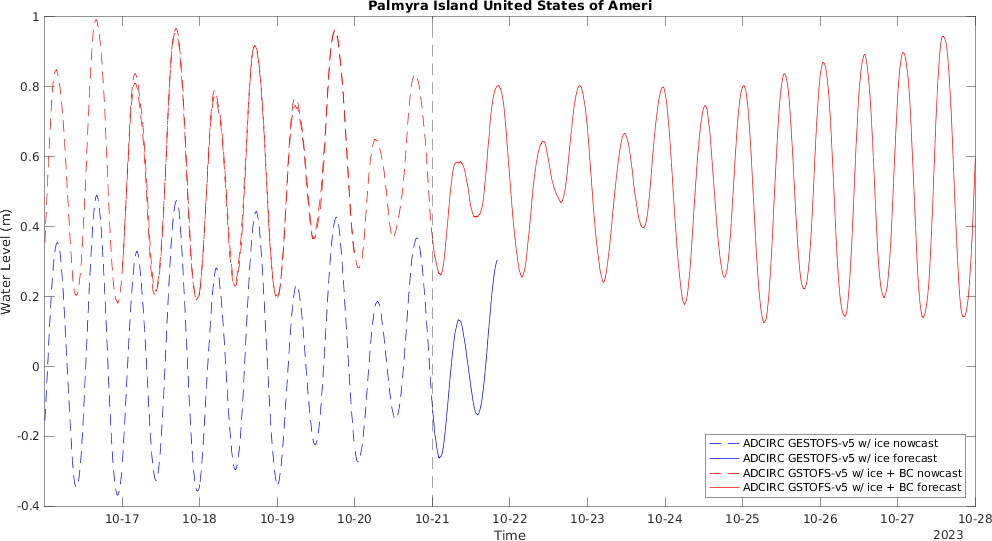 Palmyra Island United States of Ameri
1
0.8
0.6
0.4
0.2
0
-0.2
-0.4
Water Level (m)
ADCIRC GESTOFS-v5 w/ ice nowcast
ADCIRC GESTOFS-v5 w/ ice forecast
ADCIRC GSTOFS-v5 w/ ice + BC nowcast
ADCIRC GSTOFS-v5 w/ ice + BC forecast
10-17 10-18 10-19 10-20 10-21 10-22 10-23 10-24 10-25 10-26 10-27 10-28
Time
2023